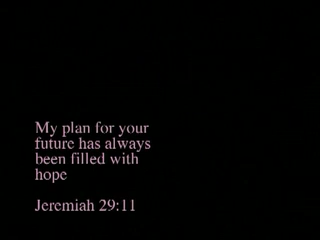 My plan for your
future has always
been filled with
hope
Jeremiah 29:11